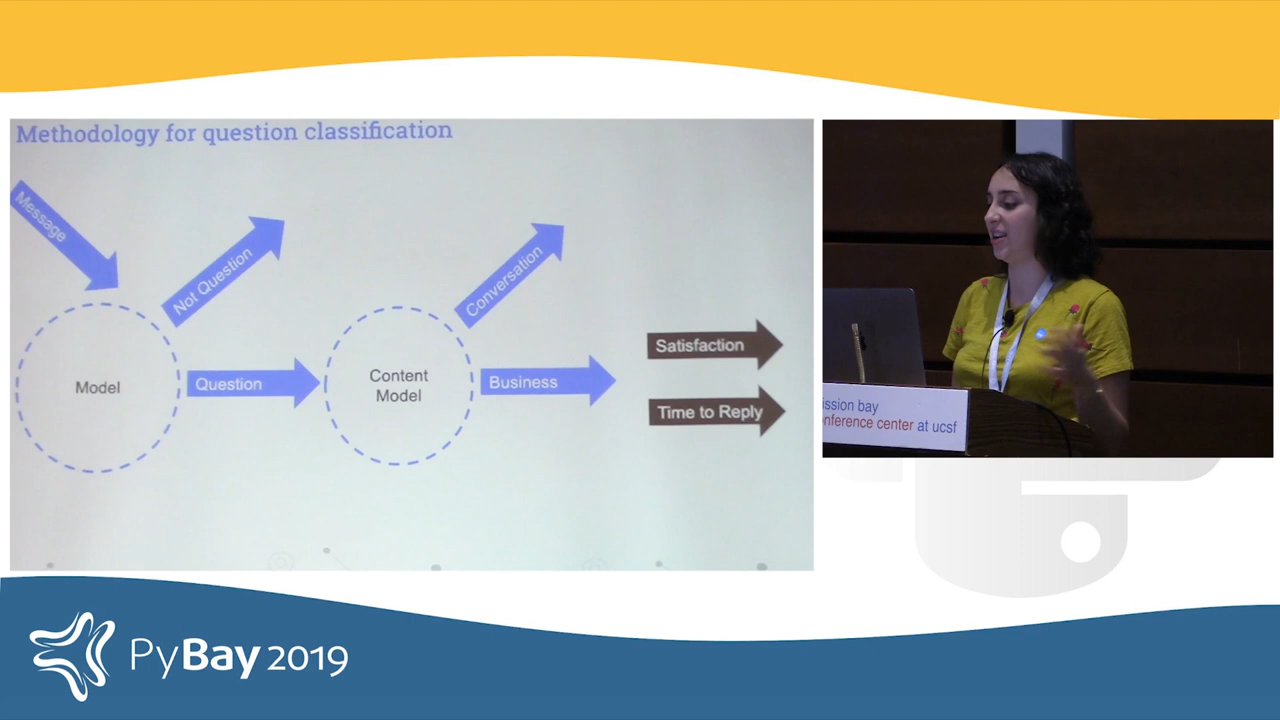 Methodology for question classification
Message
Not Question
Conversation
Model
Question
Content
Model
Business
Satisfaction
Time to Reply
ission bay
nference center at ucsf
PyBay 2019